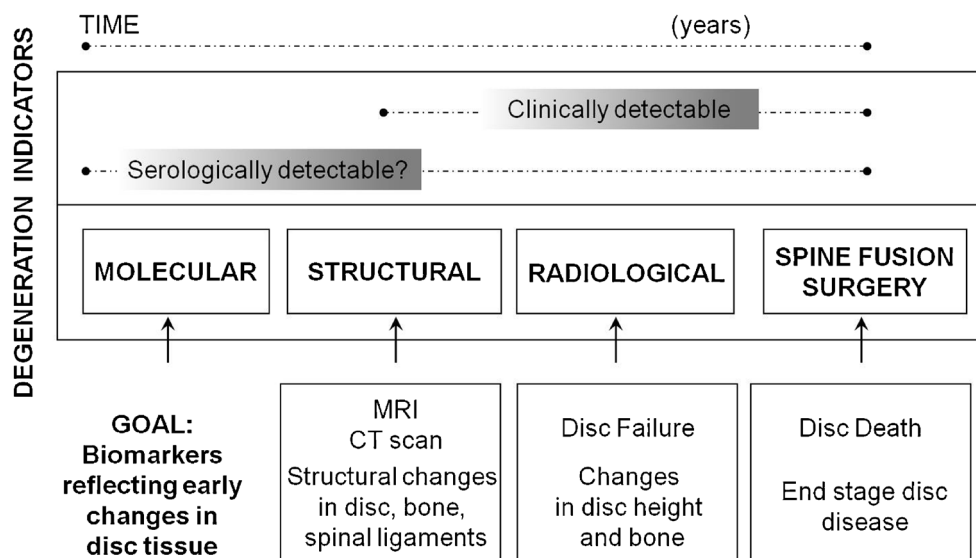 TIME (years)
DEGENERATION INDICATORS
Clinically detectable
Serologically detectable?
MOLECULAR
STRUCTURAL
RADIOLOGICAL
SPINE FUSION
SURGERY
GOAL:
Biomarkers
reflecting early
changes in
disc tissue
MRI
CT scan
Structural changes
in disc, bone,
spinal ligaments
Disc Failure
Changes
in disc height
and bone
Disc Death
End stage disc
disease